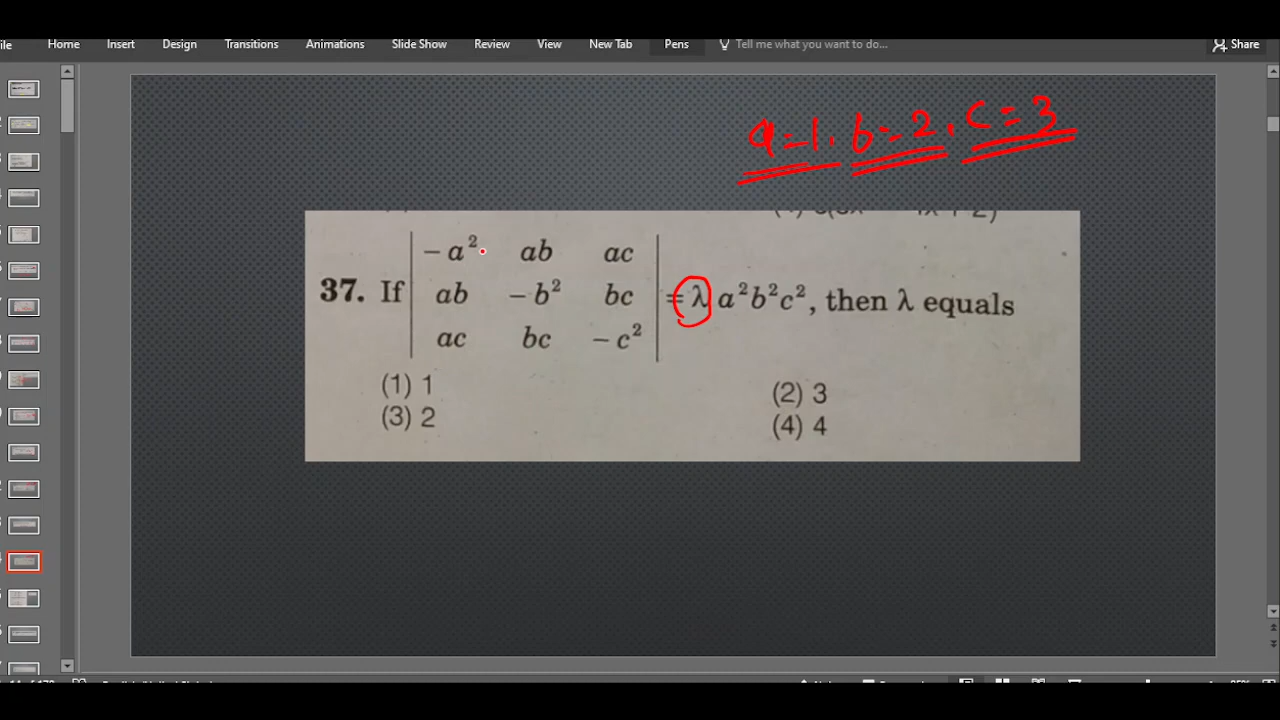 File Home Insert Design Transitions Animations Slide Show Review View New Tab Pens Tell me what you want to do... Share
a=1, b=2, c=3
37. If | -a² ab ac |
| ab -b² bc | = λ a²b²c², then λ equals
| ac bc -c² |
(1) 1 (2) 3
(3) 2 (4) 4